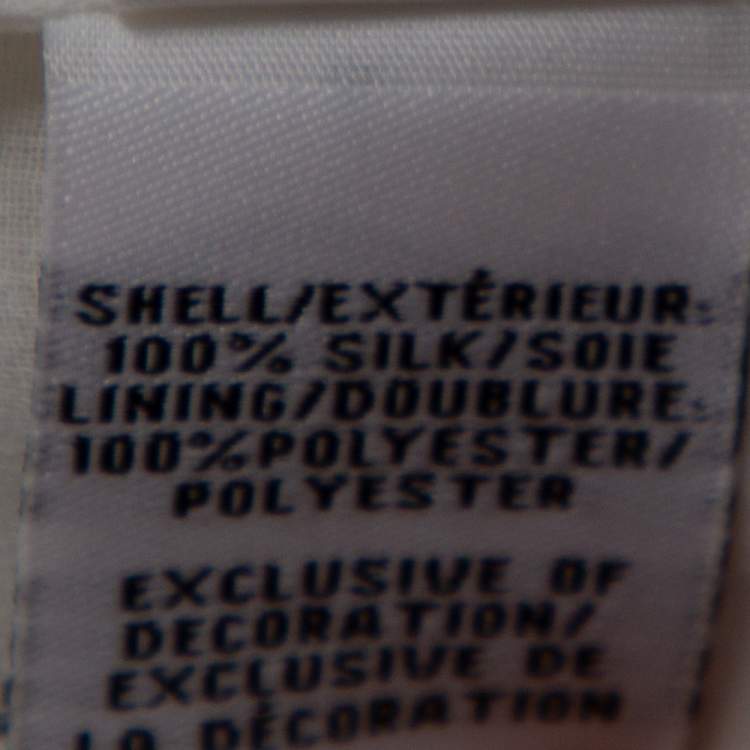 SHELL/EXTÉRIEUR:
100% SILK/SOIE
LINING/DOUBLURE:
100%POLYESTER/
POLYESTER
EXCLUSIVE OF
DECORATION/
EXCLUSIVE DE
LA DÉCORATION